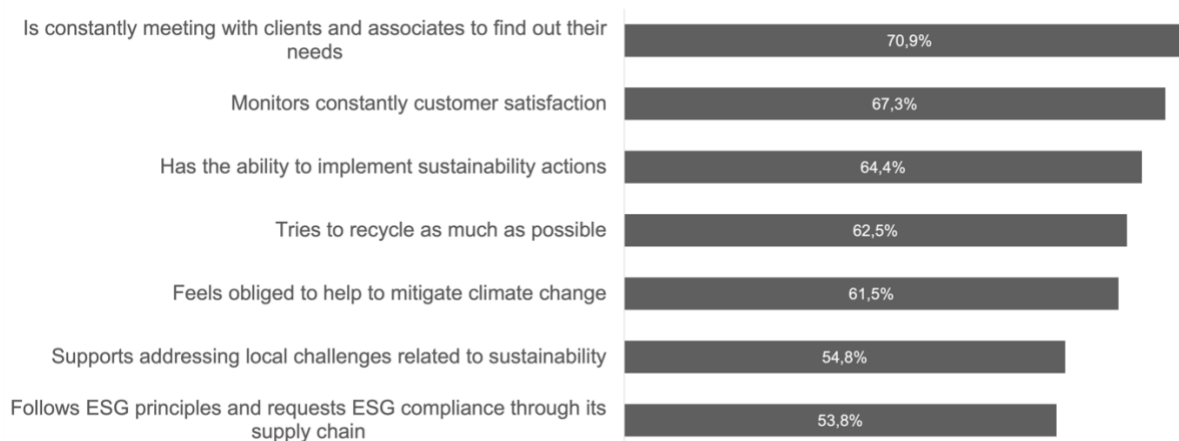 Is constantly meeting with clients and associates to find out their
needs
70,9%
Monitors constantly customer satisfaction
67,3%
Has the ability to implement sustainability actions
64,4%
Tries to recycle as much as possible
62,5%
Feels obliged to help to mitigate climate change
61,5%
Supports addressing local challenges related to sustainability
54,8%
Follows ESG principles and requests ESG compliance through its
supply chain
53,8%